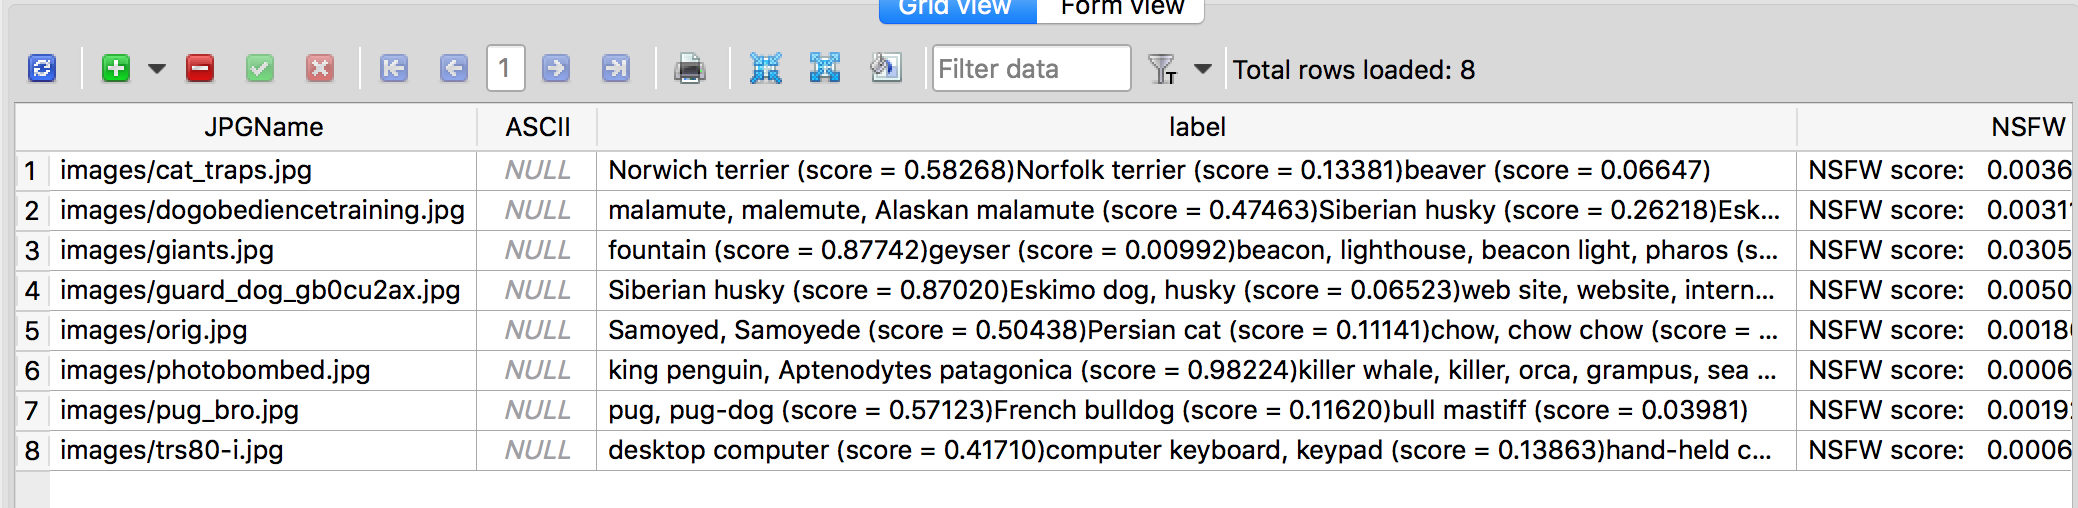 Grid view Form view
1 Filter data T Total rows loaded: 8
JPGName ASCII label NSFW
1 images/cat_traps.jpg NULL Norwich terrier (score = 0.58268)Norfolk terrier (score = 0.13381)beaver (score = 0.06647) NSFW score: 0.0036
2 images/dogobediencetraining.jpg NULL malamute, malemute, Alaskan malamute (score = 0.47463)Siberian husky (score = 0.26218)Esk... NSFW score: 0.0031
3 images/giants.jpg NULL fountain (score = 0.87742)geyser (score = 0.00992)beacon, lighthouse, beacon light, pharos (s... NSFW score: 0.0305
4 images/guard_dog_gb0cu2ax.jpg NULL Siberian husky (score = 0.87020)Eskimo dog, husky (score = 0.06523)web site, website, intern... NSFW score: 0.0050
5 images/orig.jpg NULL Samoyed, Samoyede (score = 0.50438)Persian cat (score = 0.11141)chow, chow chow (score = ... NSFW score: 0.0018
6 images/photobombed.jpg NULL king penguin, Aptenodytes patagonica (score = 0.98224)killer whale, killer, orca, grampus, sea ... NSFW score: 0.0006
7 images/pug_bro.jpg NULL pug, pug-dog (score = 0.57123)French bulldog (score = 0.11620)bull mastiff (score = 0.03981) NSFW score: 0.0019
8 images/trs80-i.jpg NULL desktop computer (score = 0.41710)computer keyboard, keypad (score = 0.13863)hand-held c... NSFW score: 0.0006